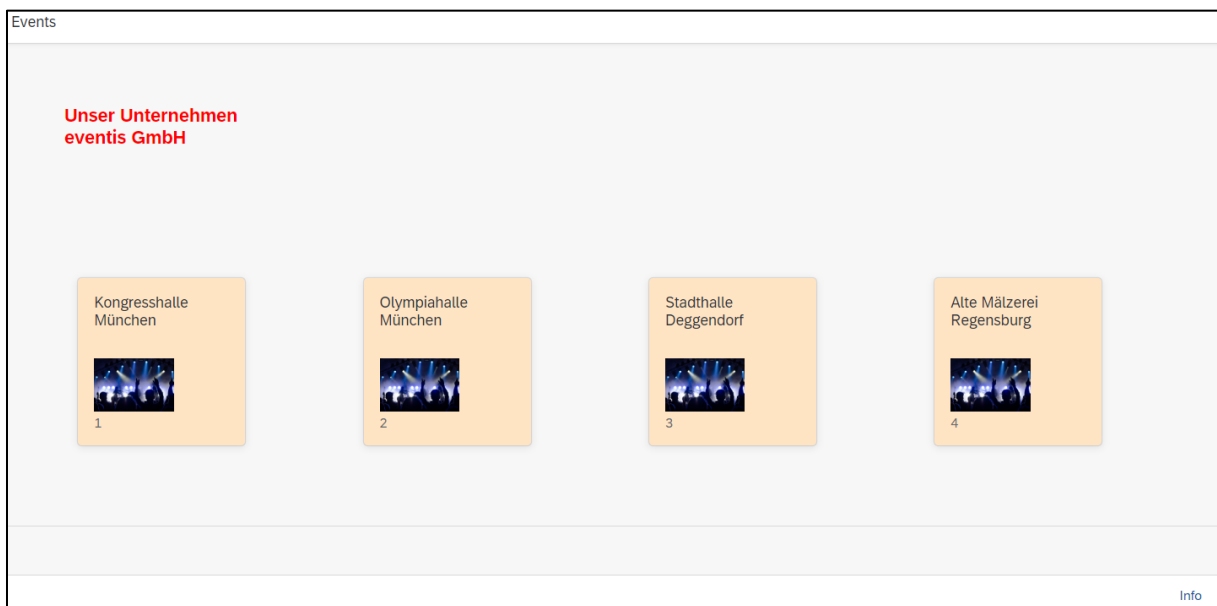 Events
Unser Unternehmen
eventis GmbH
Kongresshalle
München
1
Olympiahalle
München
2
Stadthalle
Deggendorf
3
Alte Mälzerei
Regensburg
4
Info